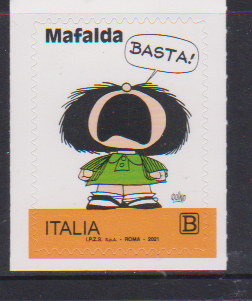 Mafalda
BASTA!
ITALIA B
I.P.Z.S. S.p.A. - ROMA - 2021